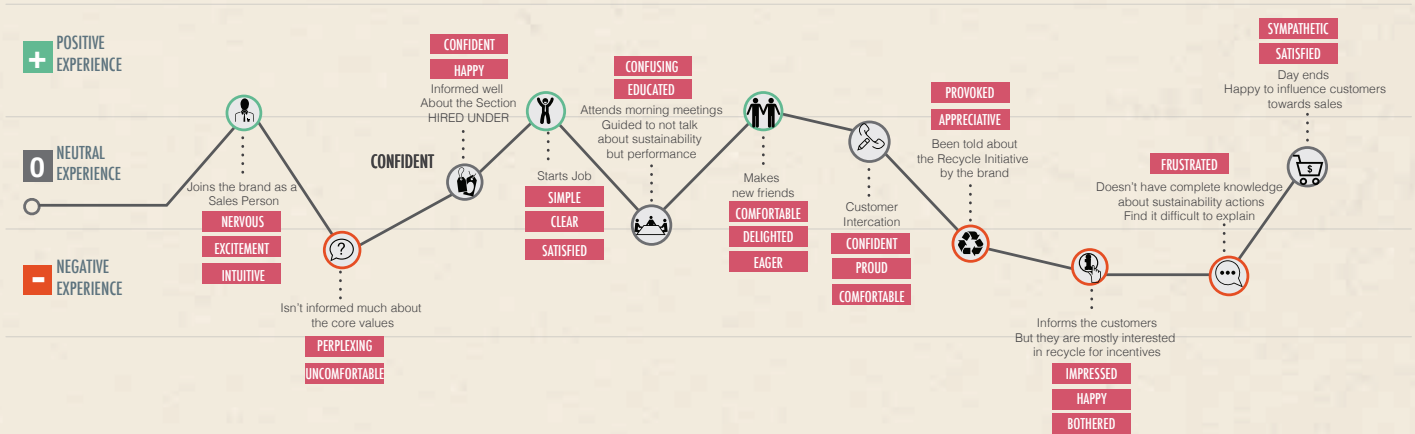 +
POSITIVE
EXPERIENCE
0
NEUTRAL
EXPERIENCE
-
NEGATIVE
EXPERIENCE
Joins the brand as a
Sales Person
NERVOUS
EXCITEMENT
INTUITIVE
?
Isn't informed much about
the core values
PERPLEXING
UNCOMFORTABLE
CONFIDENT
HAPPY
Informed well
About the Section
HIRED UNDER
CONFIDENT
Starts Job
SIMPLE
CLEAR
SATISFIED
CONFUSING
EDUCATED
Attends morning meetings
Guided to not talk
about sustainability
but performance
Makes
new friends
COMFORTABLE
DELIGHTED
EAGER
Customer
Intercation
CONFIDENT
PROUD
COMFORTABLE
PROVOKED
APPRECIATIVE
Been told about
the Recycle Initiative
by the brand
Informs the customers
But they are mostly interested
in recycle for incentives
IMPRESSED
HAPPY
BOTHERED
FRUSTRATED
Doesn't have complete knowledge
about sustainability actions
Find it difficult to explain
SYMPATHETIC
SATISFIED
Day ends
Happy to influence customers
towards sales
$